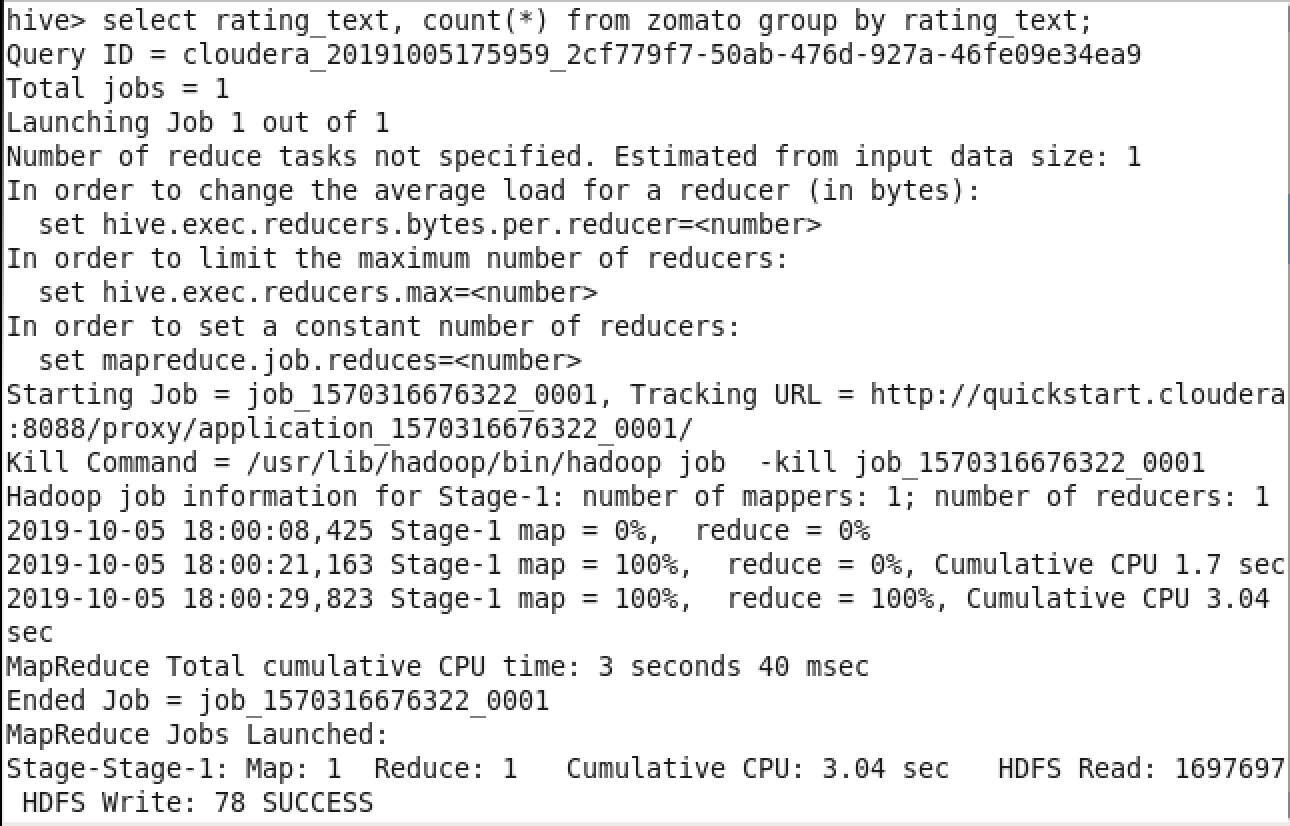 hive> select rating_text, count(*) from zomato group by rating_text;
Query ID = cloudera_20191005175959_2cf779f7-50ab-476d-927a-46fe09e34ea9
Total jobs = 1
Launching Job 1 out of 1
Number of reduce tasks not specified. Estimated from input data size: 1
In order to change the average load for a reducer (in bytes):
  set hive.exec.reducers.bytes.per.reducer=<number>
In order to limit the maximum number of reducers:
  set hive.exec.reducers.max=<number>
In order to set a constant number of reducers:
  set mapreduce.job.reduces=<number>
Starting Job = job_1570316676322_0001, Tracking URL = http://quickstart.cloudera
:8088/proxy/application_1570316676322_0001/
Kill Command = /usr/lib/hadoop/bin/hadoop job  -kill job_1570316676322_0001
Hadoop job information for Stage-1: number of mappers: 1; number of reducers: 1
2019-10-05 18:00:08,425 Stage-1 map = 0%,  reduce = 0%
2019-10-05 18:00:21,163 Stage-1 map = 100%,  reduce = 0%, Cumulative CPU 1.7 sec
2019-10-05 18:00:29,823 Stage-1 map = 100%,  reduce = 100%, Cumulative CPU 3.04
sec
MapReduce Total cumulative CPU time: 3 seconds 40 msec
Ended Job = job_1570316676322_0001
MapReduce Jobs Launched:
Stage-Stage-1: Map: 1  Reduce: 1   Cumulative CPU: 3.04 sec   HDFS Read: 1697697
 HDFS Write: 78 SUCCESS